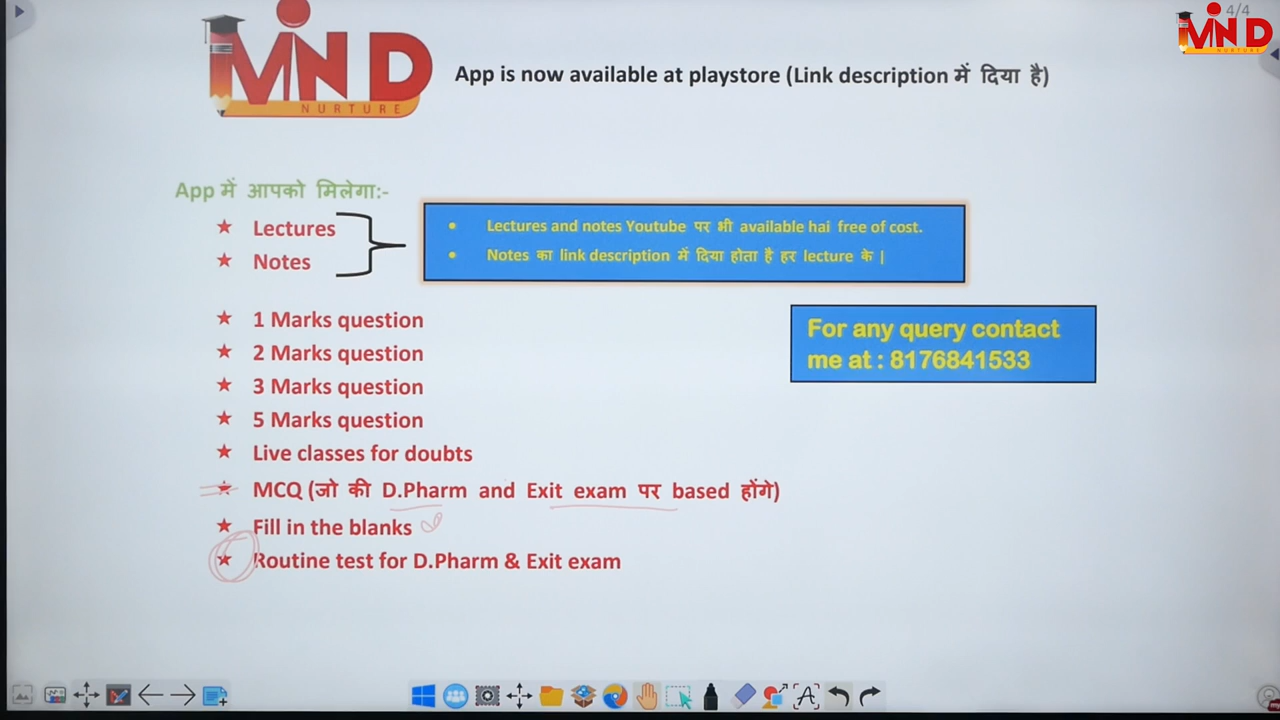 4/4
MIND
NURTURE
MIND
NURTURE
App is now available at playstore (Link description में दिया है)
App में आपको मिलेगा:-
Lectures
Notes
Lectures and notes Youtube पर भी available hai free of cost.
Notes का link description में दिया होता है हर lecture के |
1 Marks question
2 Marks question
3 Marks question
5 Marks question
For any query contact
me at : 8176841533
Live classes for doubts
MCQ (जो की D.Pharm and Exit exam पर based होंगे)
Fill in the blanks
Routine test for D.Pharm & Exit exam